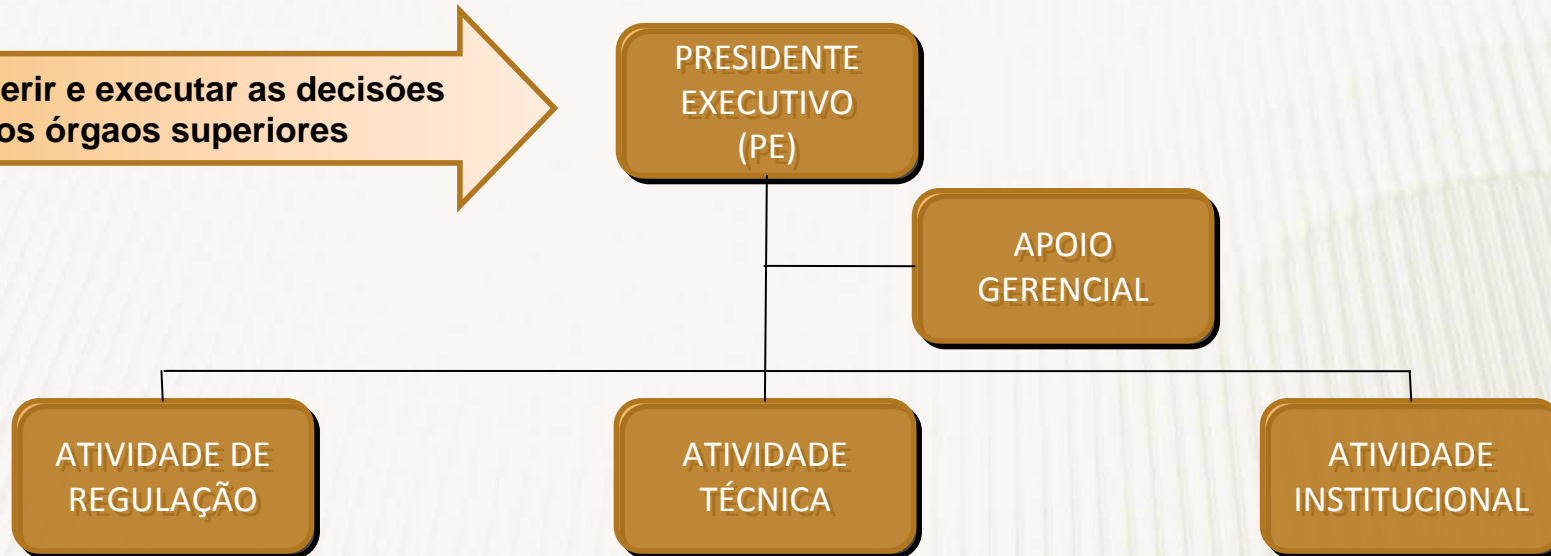 erir e executar as decisões
os órgaos superiores
PRESIDENTE
EXECUTIVO
(PE)
APOIO
GERENCIAL
ATIVIDADE DE
REGULAÇÃO
ATIVIDADE
TÉCNICA
ATIVIDADE
INSTITUCIONAL